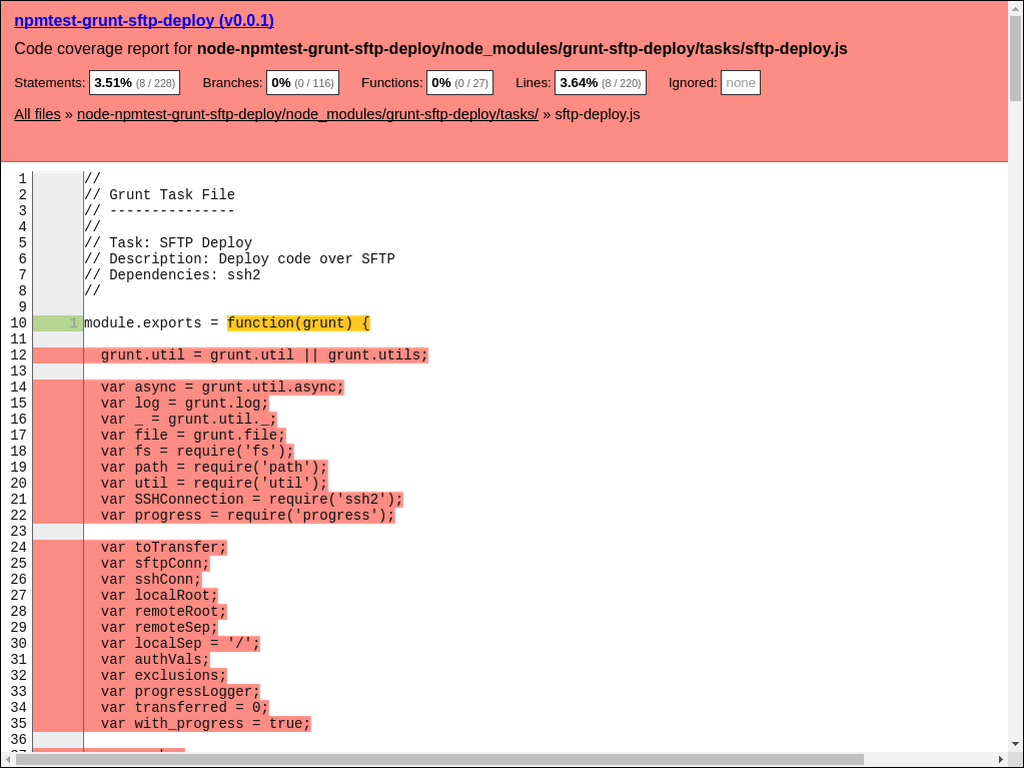 npmtest-grunt-sftp-deploy (v0.0.1)
Code coverage report for node-npmtest-grunt-sftp-deploy/node_modules/grunt-sftp-deploy/tasks/sftp-deploy.js
Statements: 3.51% (8 / 228) Branches: 0% (0 / 116) Functions: 0% (0 / 27) Lines: 3.64% (8 / 220) Ignored: none
All files » node-npmtest-grunt-sftp-deploy/node_modules/grunt-sftp-deploy/tasks/ » sftp-deploy.js
1 //
2 // Grunt Task File
3 // ---------------
4 //
5 // Task: SFTP Deploy
6 // Description: Deploy code over SFTP
7 // Dependencies: ssh2
8 //
9
10 1 module.exports = function(grunt) {
11
12 grunt.util = grunt.util || grunt.utils;
13
14 var async = grunt.util.async;
15 var log = grunt.log;
16 var _ = grunt.util._;
17 var file = grunt.file;
18 var fs = require('fs');
19 var path = require('path');
20 var util = require('util');
21 var SSHConnection = require('ssh2');
22 var progress = require('progress');
23
24 var toTransfer;
25 var sftpConn;
26 var sshConn;
27 var localRoot;
28 var remoteRoot;
29 var remoteSep;
30 var localSep = '/';
31 var authVals;
32 var exclusions;
33 var progressLogger;
34 var transferred = 0;
35 var with_progress = true;
36